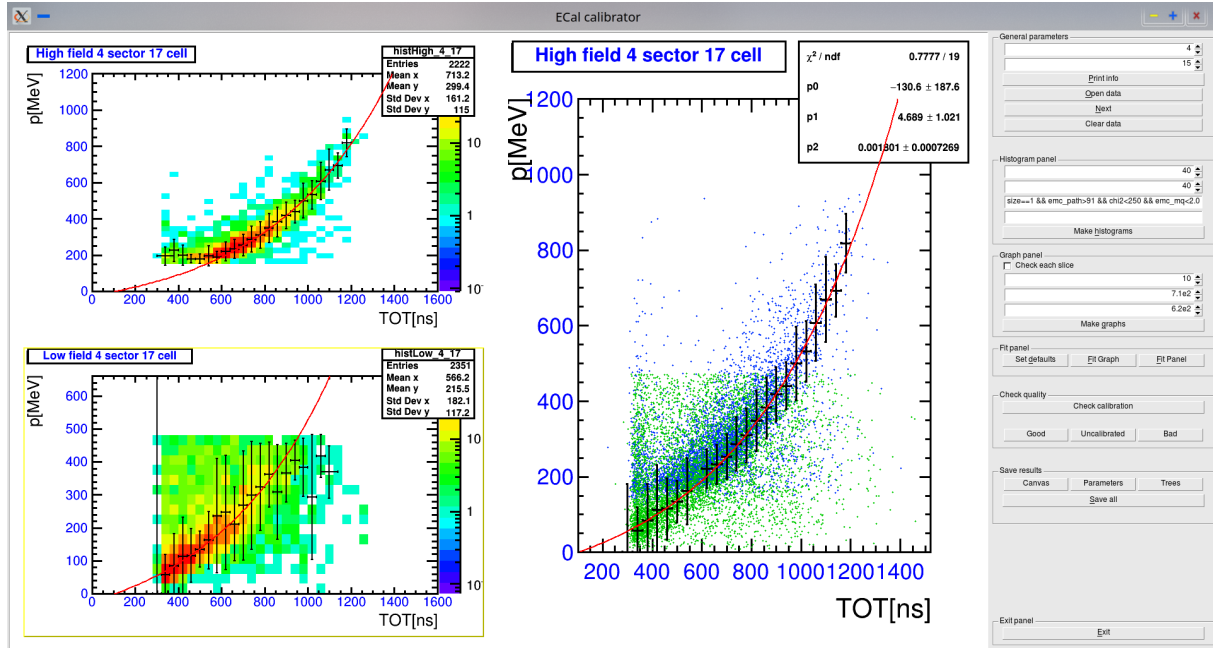 ECal calibrator
High field 4 sector 17 cell
histHigh_4_17
Entries 2222
Mean x 713.2
Mean y 299.4
Std Dev x 161.2
Std Dev y 115
p[MeV]
1200
1000
800
600
400
200
0
0 200 400 600 800 1000 1200 1400 1600
TOT[ns]
10
1
10
Low field 4 sector 17 cell
histLow_4_17
Entries 2351
Mean x 566.2
Mean y 215.5
Std Dev x 182.1
Std Dev y 117.2
p[MeV]
600
500
400
300
200
100
0
0 200 400 600 800 1000 1200 1400 1600
TOT[ns]
10
1
10
High field 4 sector 17 cell
χ² / ndf 0.7777 / 19
p0 −130.6 ± 187.6
p1 4.689 ± 1.021
p2 0.001301 ± 0.0007269
p[MeV]
1200
1000
800
600
400
200
0
200 400 600 800 1000 1200 1400
TOT[ns]
General parameters
4
15
Print info
Open data
Next
Clear data
Histogram panel
40
40
size==1 && emc_path>91 && chi2<250 && emc_mq<2.0
Make histograms
Graph panel
Check each slice
10
7.1e2
6.2e2
Make graphs
Fit panel
Set defaults Fit Graph Fit Panel
Check quality
Check calibration
Good Uncalibrated Bad
Save results
Canvas Parameters Trees
Save all
Exit panel
Exit